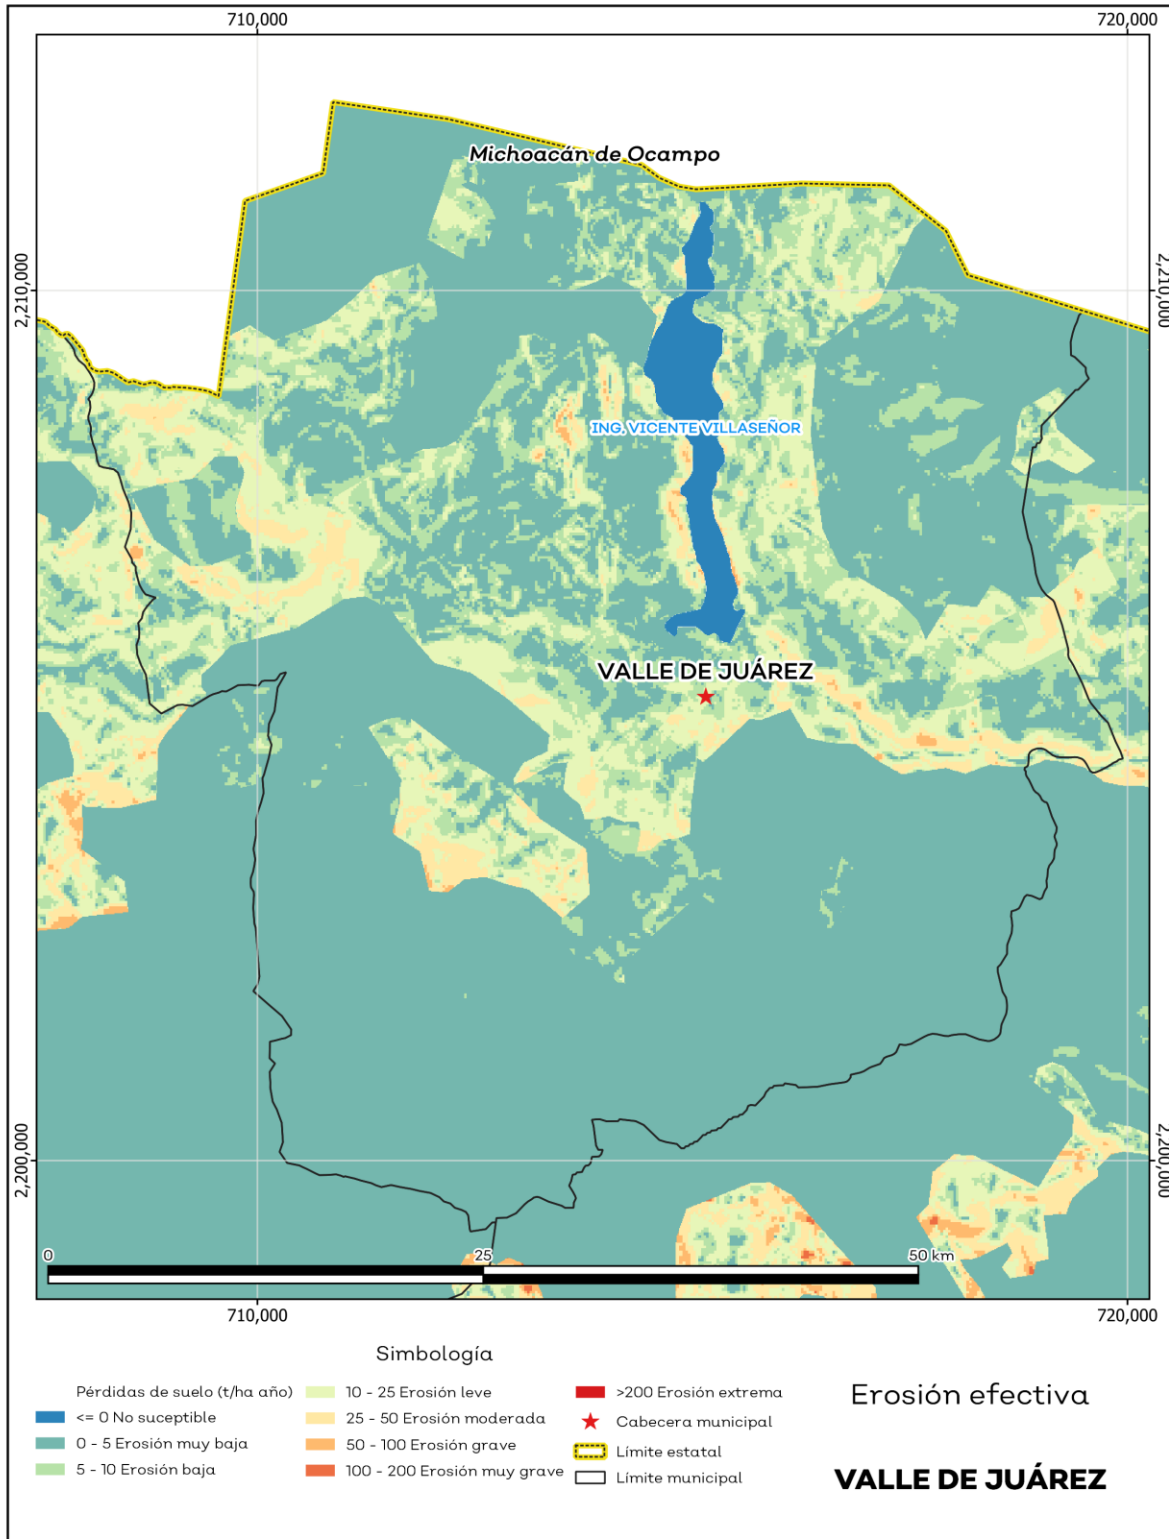 710,000
720,000
Michoacán de Ocampo
2,210,000
2,210,000
ING. VICENTE VILLASEÑOR
VALLE DE JUÁREZ
2,200,000
2,200,000
0
25
50 km
710,000
720,000
Simbología
Pérdidas de suelo (t/ha año)
<= 0 No suceptible
0 - 5 Erosión muy baja
5 - 10 Erosión baja
10 - 25 Erosión leve
25 - 50 Erosión moderada
50 - 100 Erosión grave
100 - 200 Erosión muy grave
>200 Erosión extrema
Cabecera municipal
Límite estatal
Límite municipal
Erosión efectiva
VALLE DE JUÁREZ